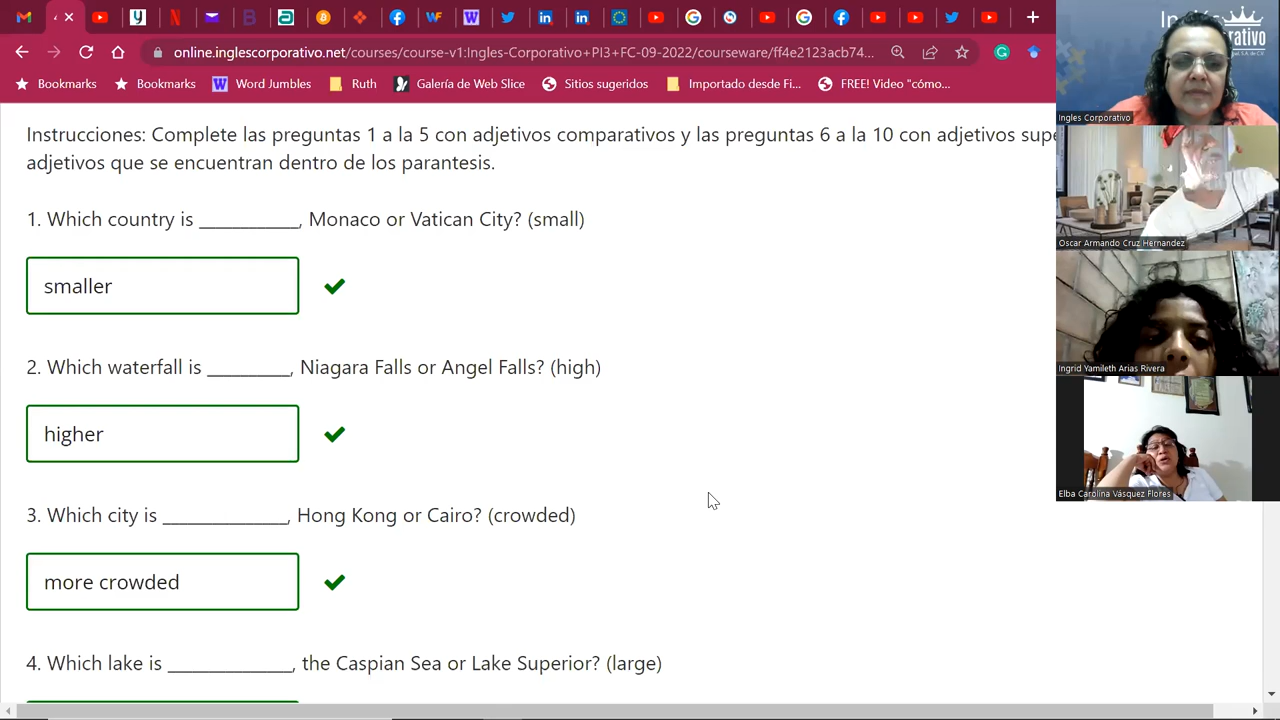 online.inglescorporativo.net/courses/course-v1:Ingles-Corporativo+PI3+FC-09-2022/courseware/ff4e2123acb74...
Bookmarks
Bookmarks
Word Jumbles
Ruth
Galería de Web Slice
Sitios sugeridos
Importado desde Fi...
FREE! Video "cómo...
Instrucciones: Complete las preguntas 1 a la 5 con adjetivos comparativos y las preguntas 6 a la 10 con adjetivos supe
adjetivos que se encuentran dentro de los parantesis.
1. Which country is ___________, Monaco or Vatican City? (small)
smaller
2. Which waterfall is _________, Niagara Falls or Angel Falls? (high)
higher
3. Which city is ______________, Hong Kong or Cairo? (crowded)
more crowded
4. Which lake is ______________, the Caspian Sea or Lake Superior? (large)
Ingles Corporativo
Oscar Armando Cruz Hernandez
Ingrid Yamileth Arias Rivera
Elba Carolina Vásquez Flores